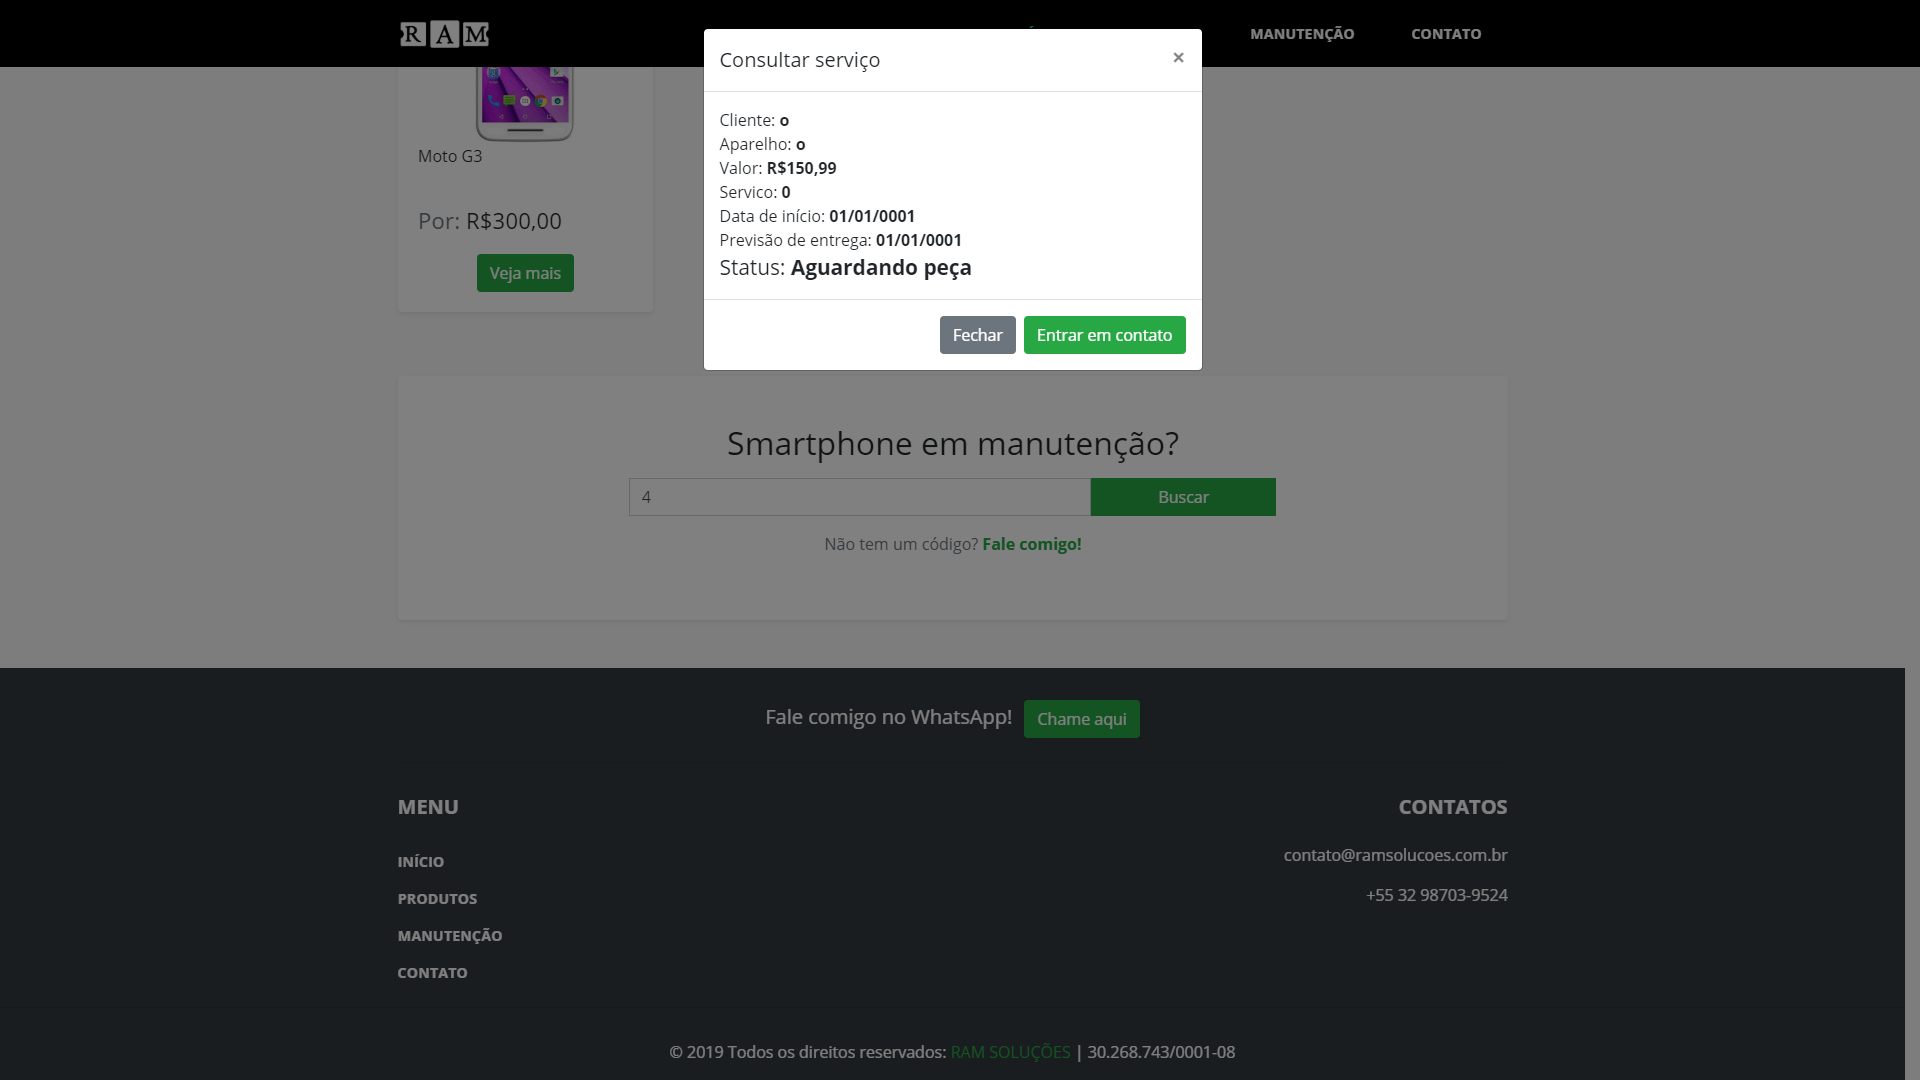 RAM
MANUTENÇÃO
CONTATO
Consultar serviço
×
Cliente: o
Aparelho: o
Valor: R$150,99
Servico: 0
Data de início: 01/01/0001
Previsão de entrega: 01/01/0001
Status: Aguardando peça
Fechar
Entrar em contato
Moto G3
Por: R$300,00
Veja mais
Smartphone em manutenção?
4
Buscar
Não tem um código? Fale comigo!
Fale comigo no WhatsApp!
Chame aqui
MENU
INÍCIO
PRODUTOS
MANUTENÇÃO
CONTATO
CONTATOS
contato@ramsolucoes.com.br
+55 32 98703-9524
© 2019 Todos os direitos reservados: RAM SOLUÇÕES | 30.268.743/0001-08